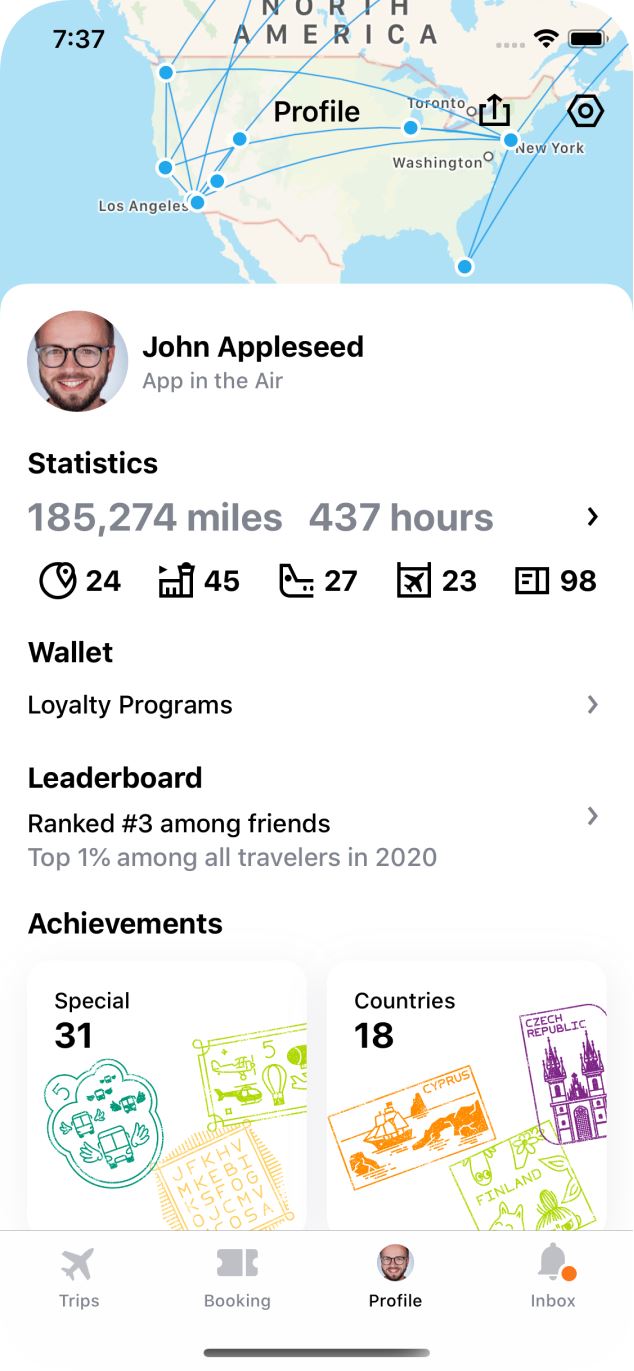 NORTH
AMERICA
7:37
Profile
Toronto
New York
Washington
Los Angeles
John Appleseed
App in the Air
Statistics
185,274 miles 437 hours
24 45 27 23 98
Wallet
Loyalty Programs
Leaderboard
Ranked #3 among friends
Top 1% among all travelers in 2020
Achievements
Special
31
5
5
JFKHV
MKEBI
KSFOG
OJCMV
COSA
Countries
18
CZECH
REPUBLIC
CYPRUS
FINLAND
Trips
Booking
Profile
Inbox